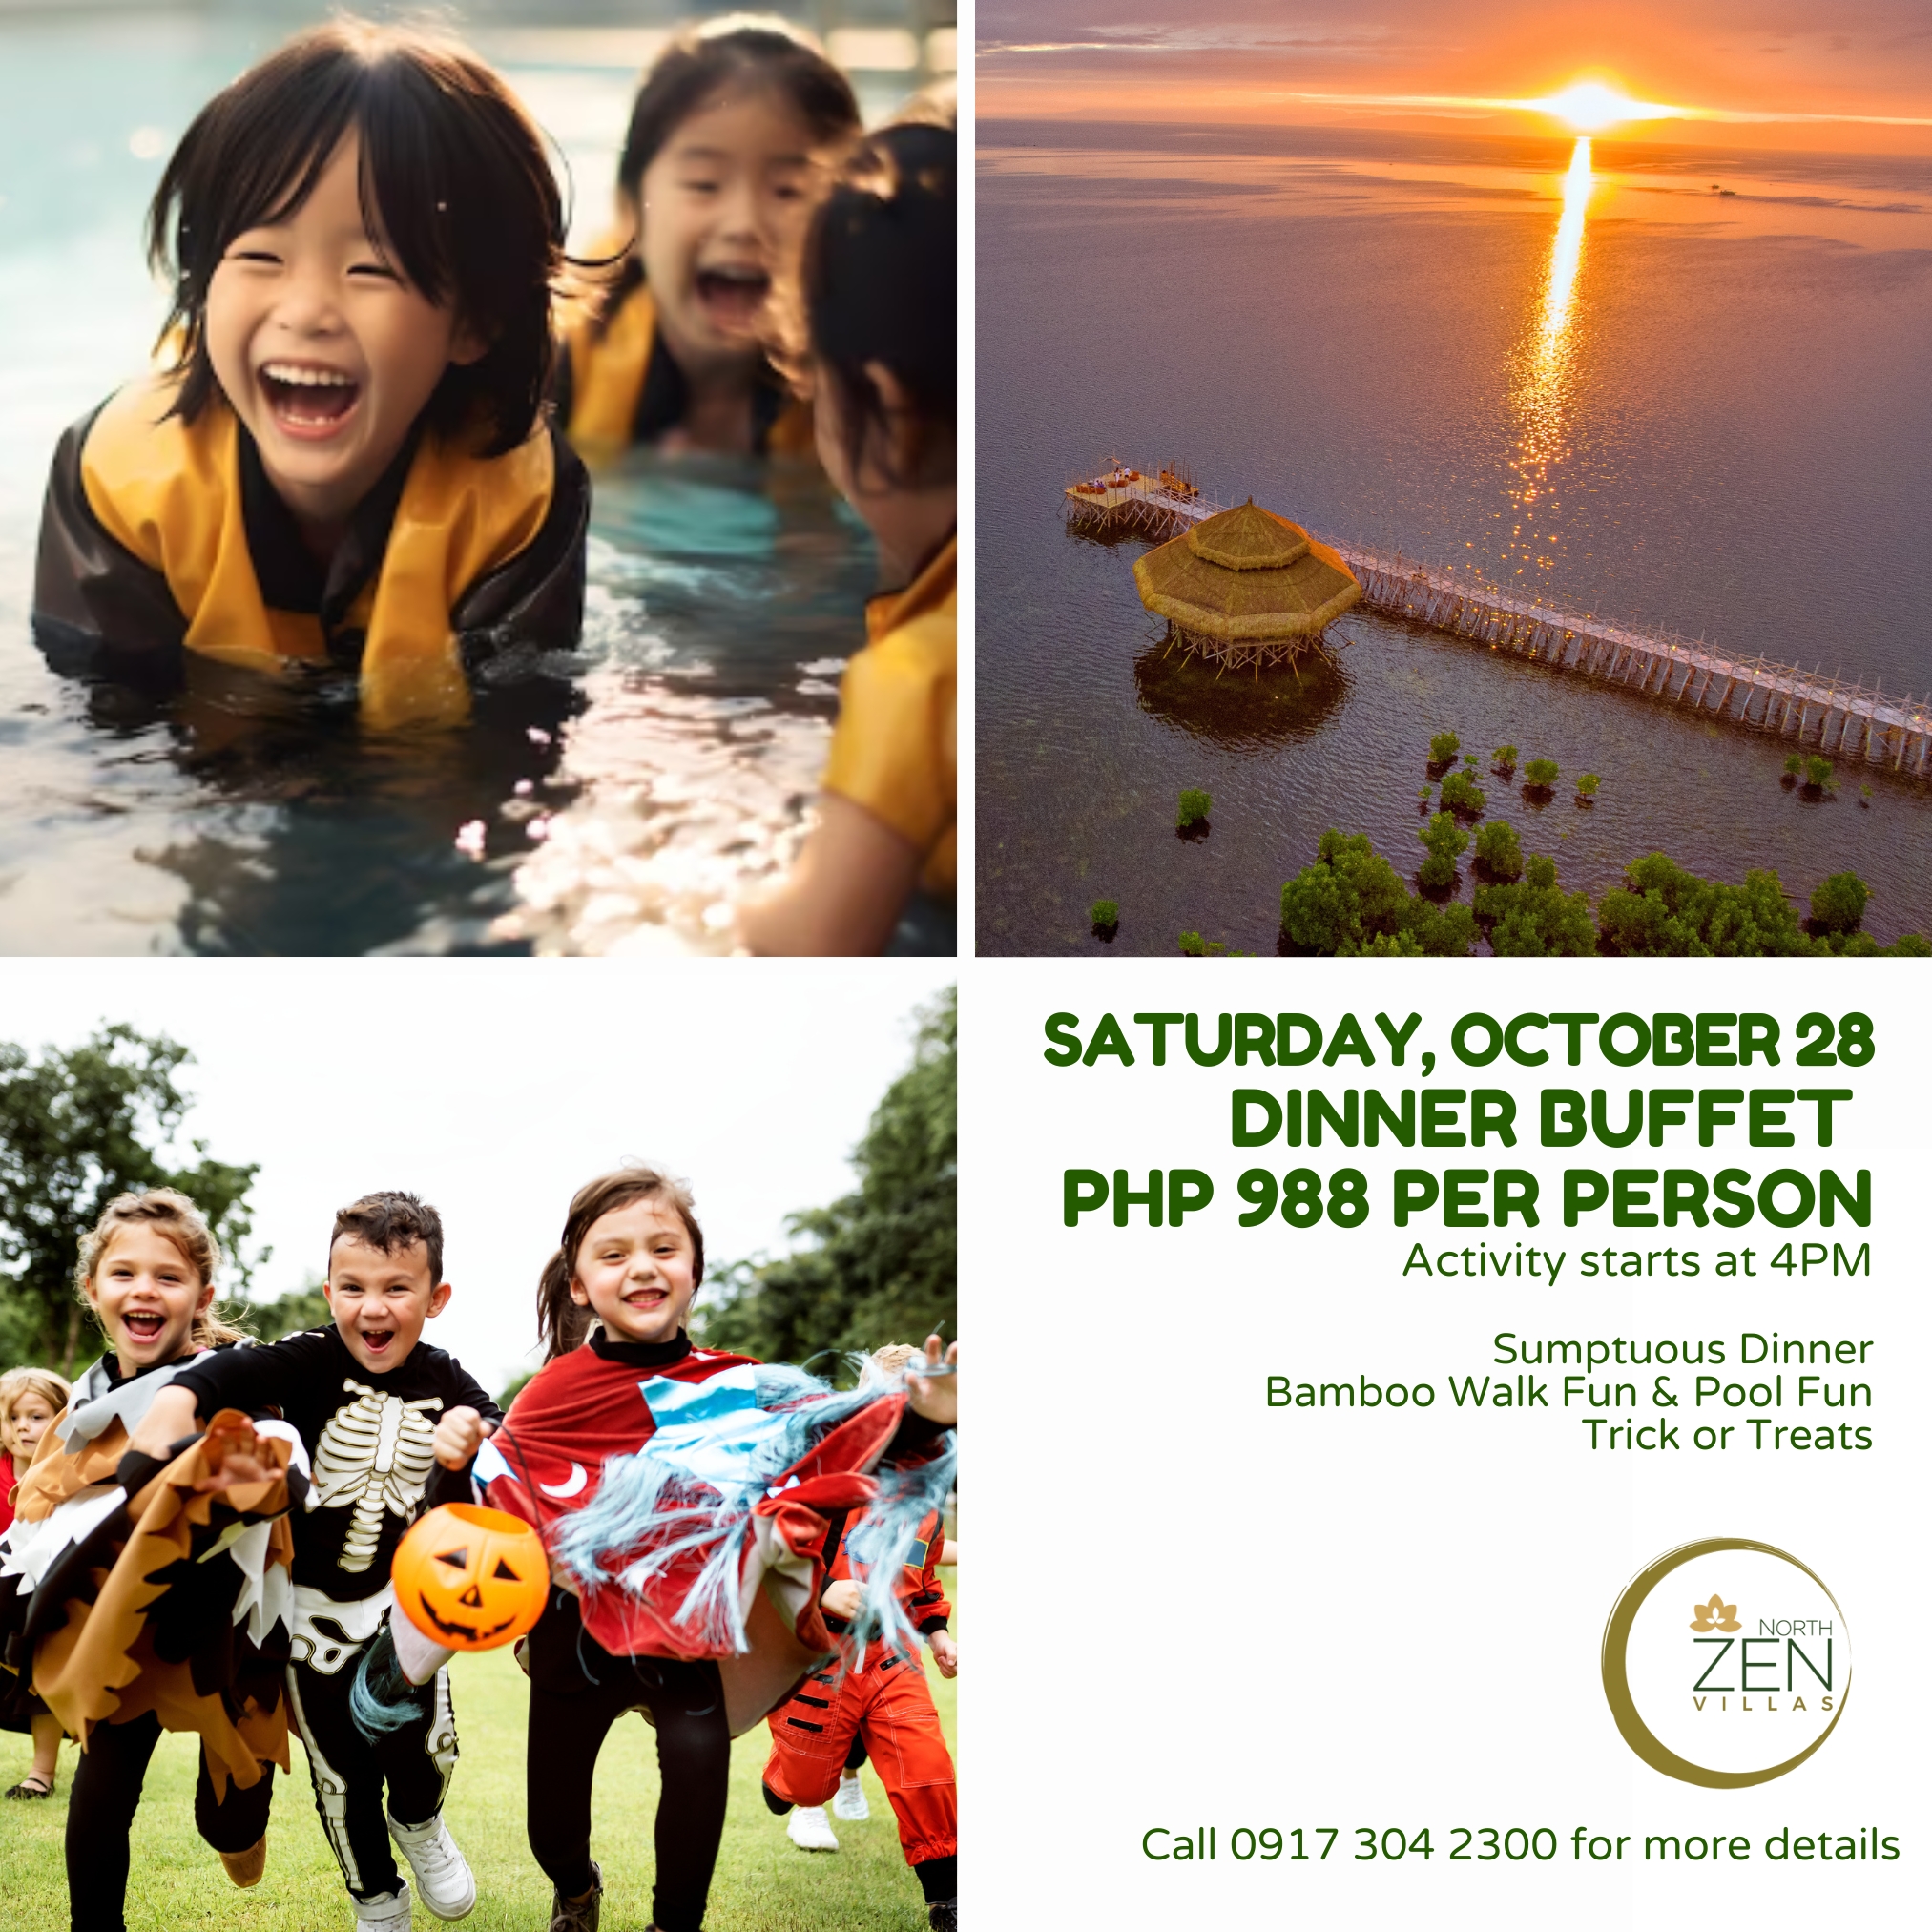 SATURDAY, OCTOBER 28
DINNER BUFFET
PHP 988 PER PERSON
Activity starts at 4PM
Sumptuous Dinner
Bamboo Walk Fun & Pool Fun
Trick or Treats
NORTH
ZEN
VILLAS
Call 0917 304 2300 for more details